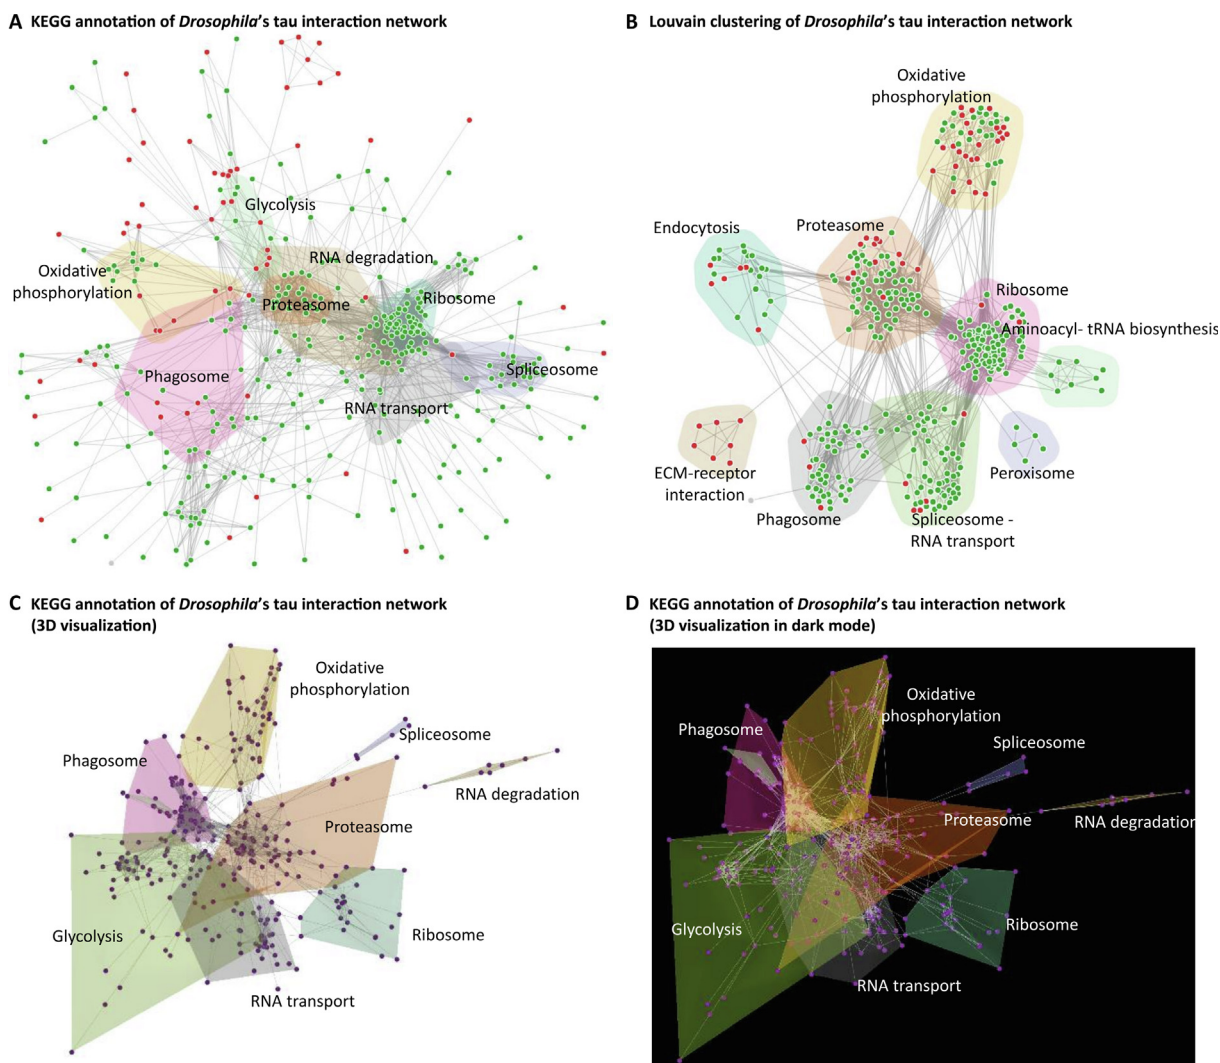 A KEGG annotation of Drosophila's tau interaction network
Glycolysis
RNA degradation
Oxidative
phosphorylation
Proteasome
Ribosome
Phagosome
Spliceosome
RNA transport
B Louvain clustering of Drosophila's tau interaction network
Oxidative
phosphorylation
Endocytosis
Proteasome
Ribosome
Aminoacyl- tRNA biosynthesis
ECM-receptor
interaction
Peroxisome
Phagosome
Spliceosome -
RNA transport
C KEGG annotation of Drosophila's tau interaction network
(3D visualization)
Oxidative
phosphorylation
Spliceosome
Phagosome
RNA degradation
Proteasome
Glycolysis
Ribosome
RNA transport
D KEGG annotation of Drosophila's tau interaction network
(3D visualization in dark mode)
Oxidative
phosphorylation
Phagosome
Spliceosome
Proteasome
RNA degradation
Glycolysis
Ribosome
RNA transport